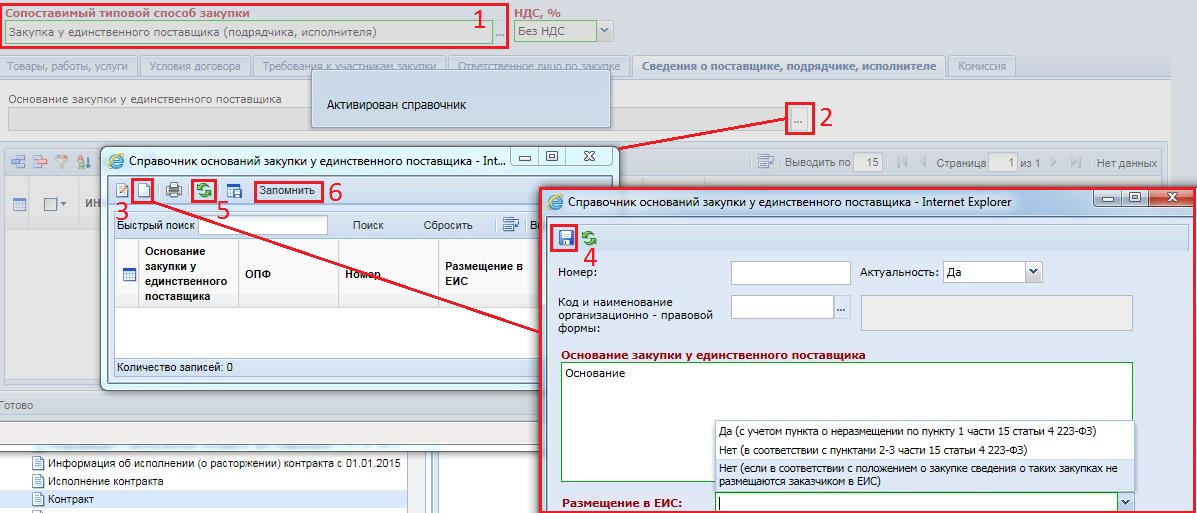 Сопоставимый типовой способ закупки
1
НДС, %
Закупка у единственного поставщика (подрядчика, исполнителя)
...
Без НДС
Товары, работы, услуги
Условия договора
Требования к участникам закупки
Ответственное лицо по закупке
Сведения о поставщике, подрядчике, исполнителе
Комиссия
Основание закупки у единственного поставщика
Активирован справочник
...
2
Выводить по
15
Страница
1
из 1
Нет данных
Справочник оснований закупки у единственного поставщика - Int...
3
5
Запомнить
6
Быстрый поиск
Поиск
Сбросить
Основание
закупки у
единственного
поставщика
ОПФ
Номер
Размещение в
ЕИС
Количество записей: 0
Справочник оснований закупки у единственного поставщика - Internet Explorer
4
Номер:
Актуальность:
Да
Код и наименование
организационно - правовой
формы:
...
Основание закупки у единственного поставщика
Основание
Да (с учетом пункта о неразмещении по пункту 1 части 15 статьи 4 223-ФЗ)
Нет (в соответствии с пунктами 2-3 части 15 статьи 4 223-ФЗ)
Нет (если в соответствии с положением о закупке сведения о таких закупках не
размещаются заказчиком в ЕИС)
Размещение в ЕИС:
Готово
Информация об исполнении (о расторжении) контракта с 01.01.2015
Исполнение контракта
Контракт